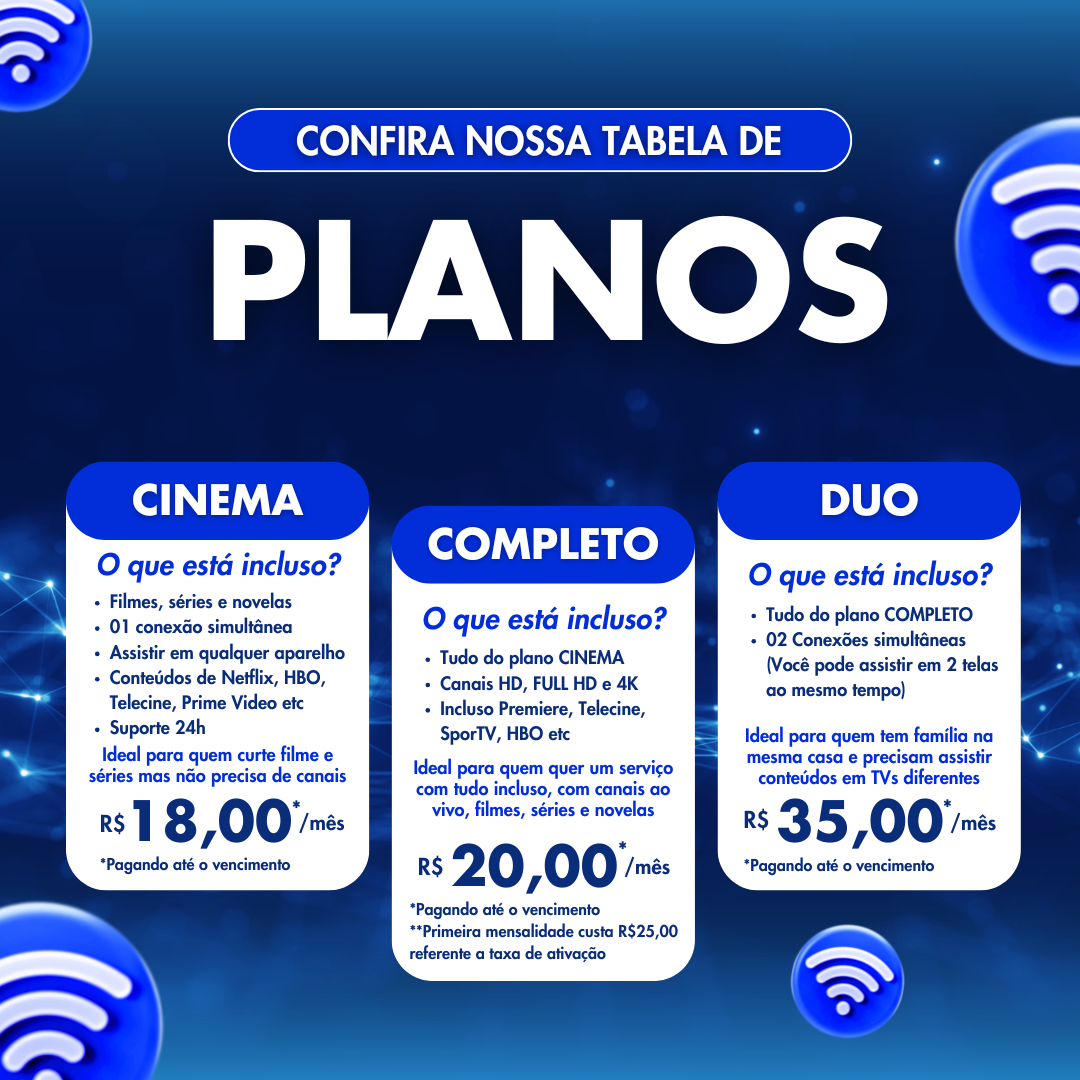 CONFIRA NOSSA TABELA DE
PLANOS
CINEMA
O que está incluso?
• Filmes, séries e novelas
• 01 conexão simultânea
• Assistir em qualquer aparelho
• Conteúdos de Netflix, HBO,
Telecine, Prime Video etc
• Suporte 24h
Ideal para quem curte filme e
séries mas não precisa de canais
R$ 18,00*/mês
*Pagando até o vencimento
COMPLETO
O que está incluso?
• Tudo do plano CINEMA
• Canais HD, FULL HD e 4K
• Incluso Premiere, Telecine,
SporTV, HBO etc
Ideal para quem quer um serviço
com tudo incluso, com canais ao
vivo, filmes, séries e novelas
R$ 20,00*/mês
*Pagando até o vencimento
**Primeira mensalidade custa R$25,00
referente a taxa de ativação
DUO
O que está incluso?
• Tudo do plano COMPLETO
• 02 Conexões simultâneas
(Você pode assistir em 2 telas
ao mesmo tempo)
Ideal para quem tem família na
mesma casa e precisam assistir
conteúdos em TVs diferentes
R$ 35,00*/mês
*Pagando até o vencimento